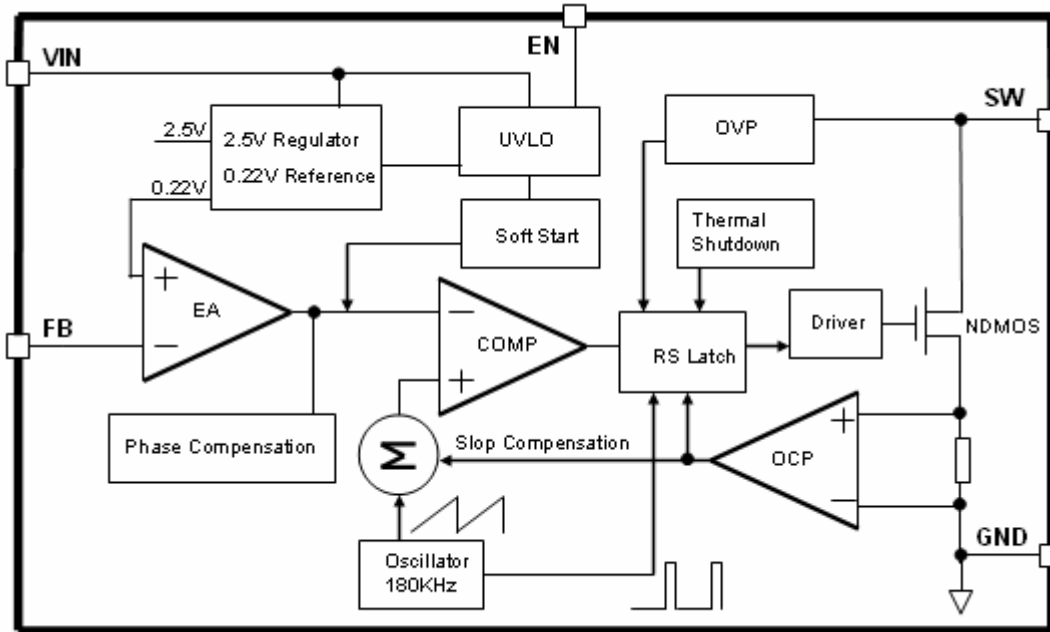 EN
VIN
SW
OVP
2.5V
2.5V Regulator
UVLO
0.22V
0.22V Reference
Soft Start
Thermal
Shutdown
+
EA
−
FB
−
COMP
+
RS Latch
Driver
NDMOS
Phase Compensation
Σ
Slop Compensation
+
OCP
−
GND
Oscillator
180KHz